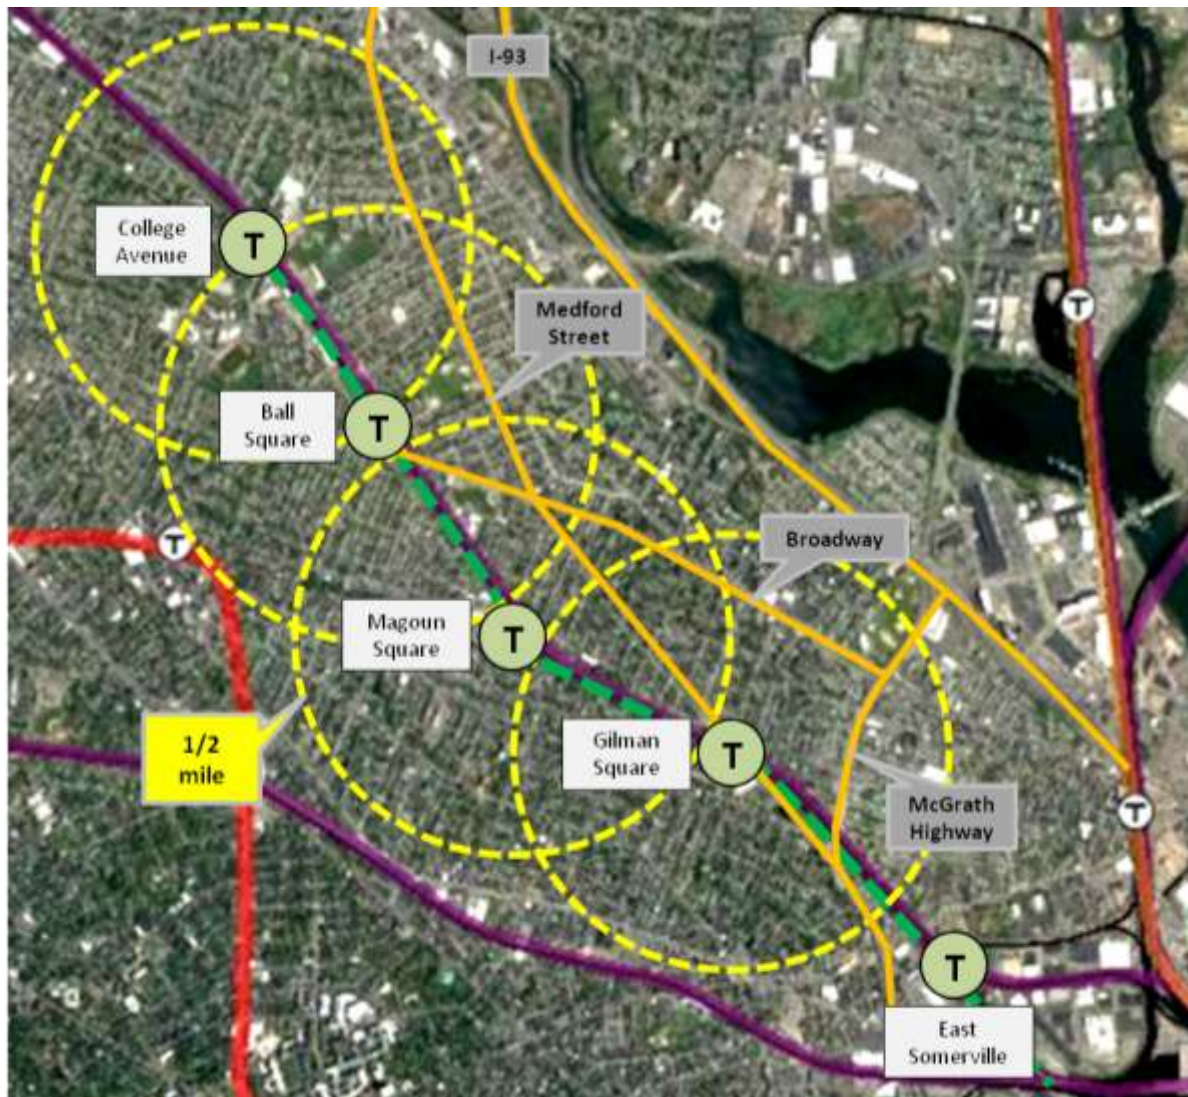 I-93
College
Avenue
T
Medford
Street
T
Ball
Square
T
Broadway
T
Magoun
Square
T
1/2
mile
Gilman
Square
T
McGrath
Highway
T
T
East
Somerville